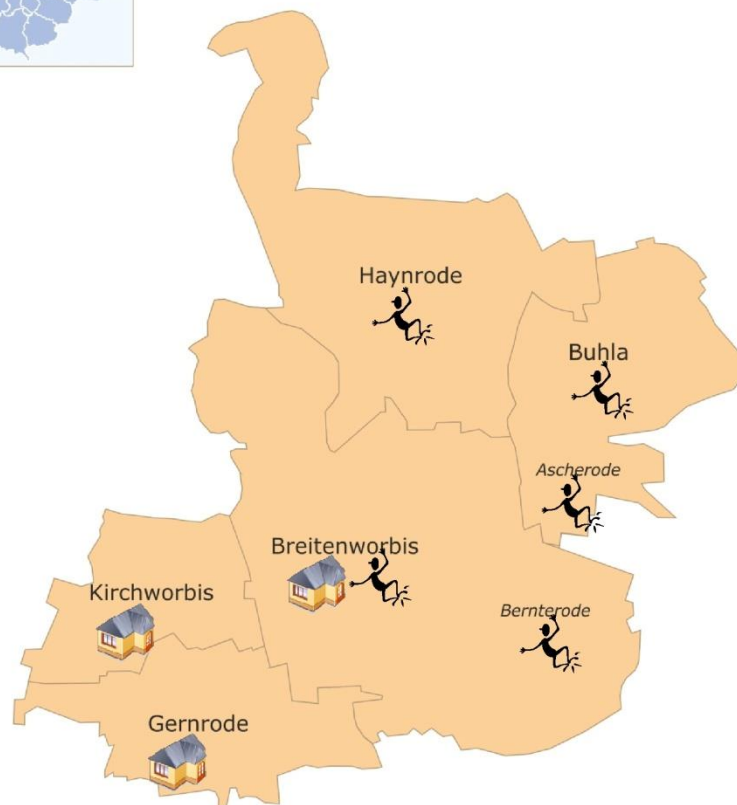 Haynrode
Buhla
Ascherode
Breitenworbis
Kirchworbis
Bernterode
Gernrode